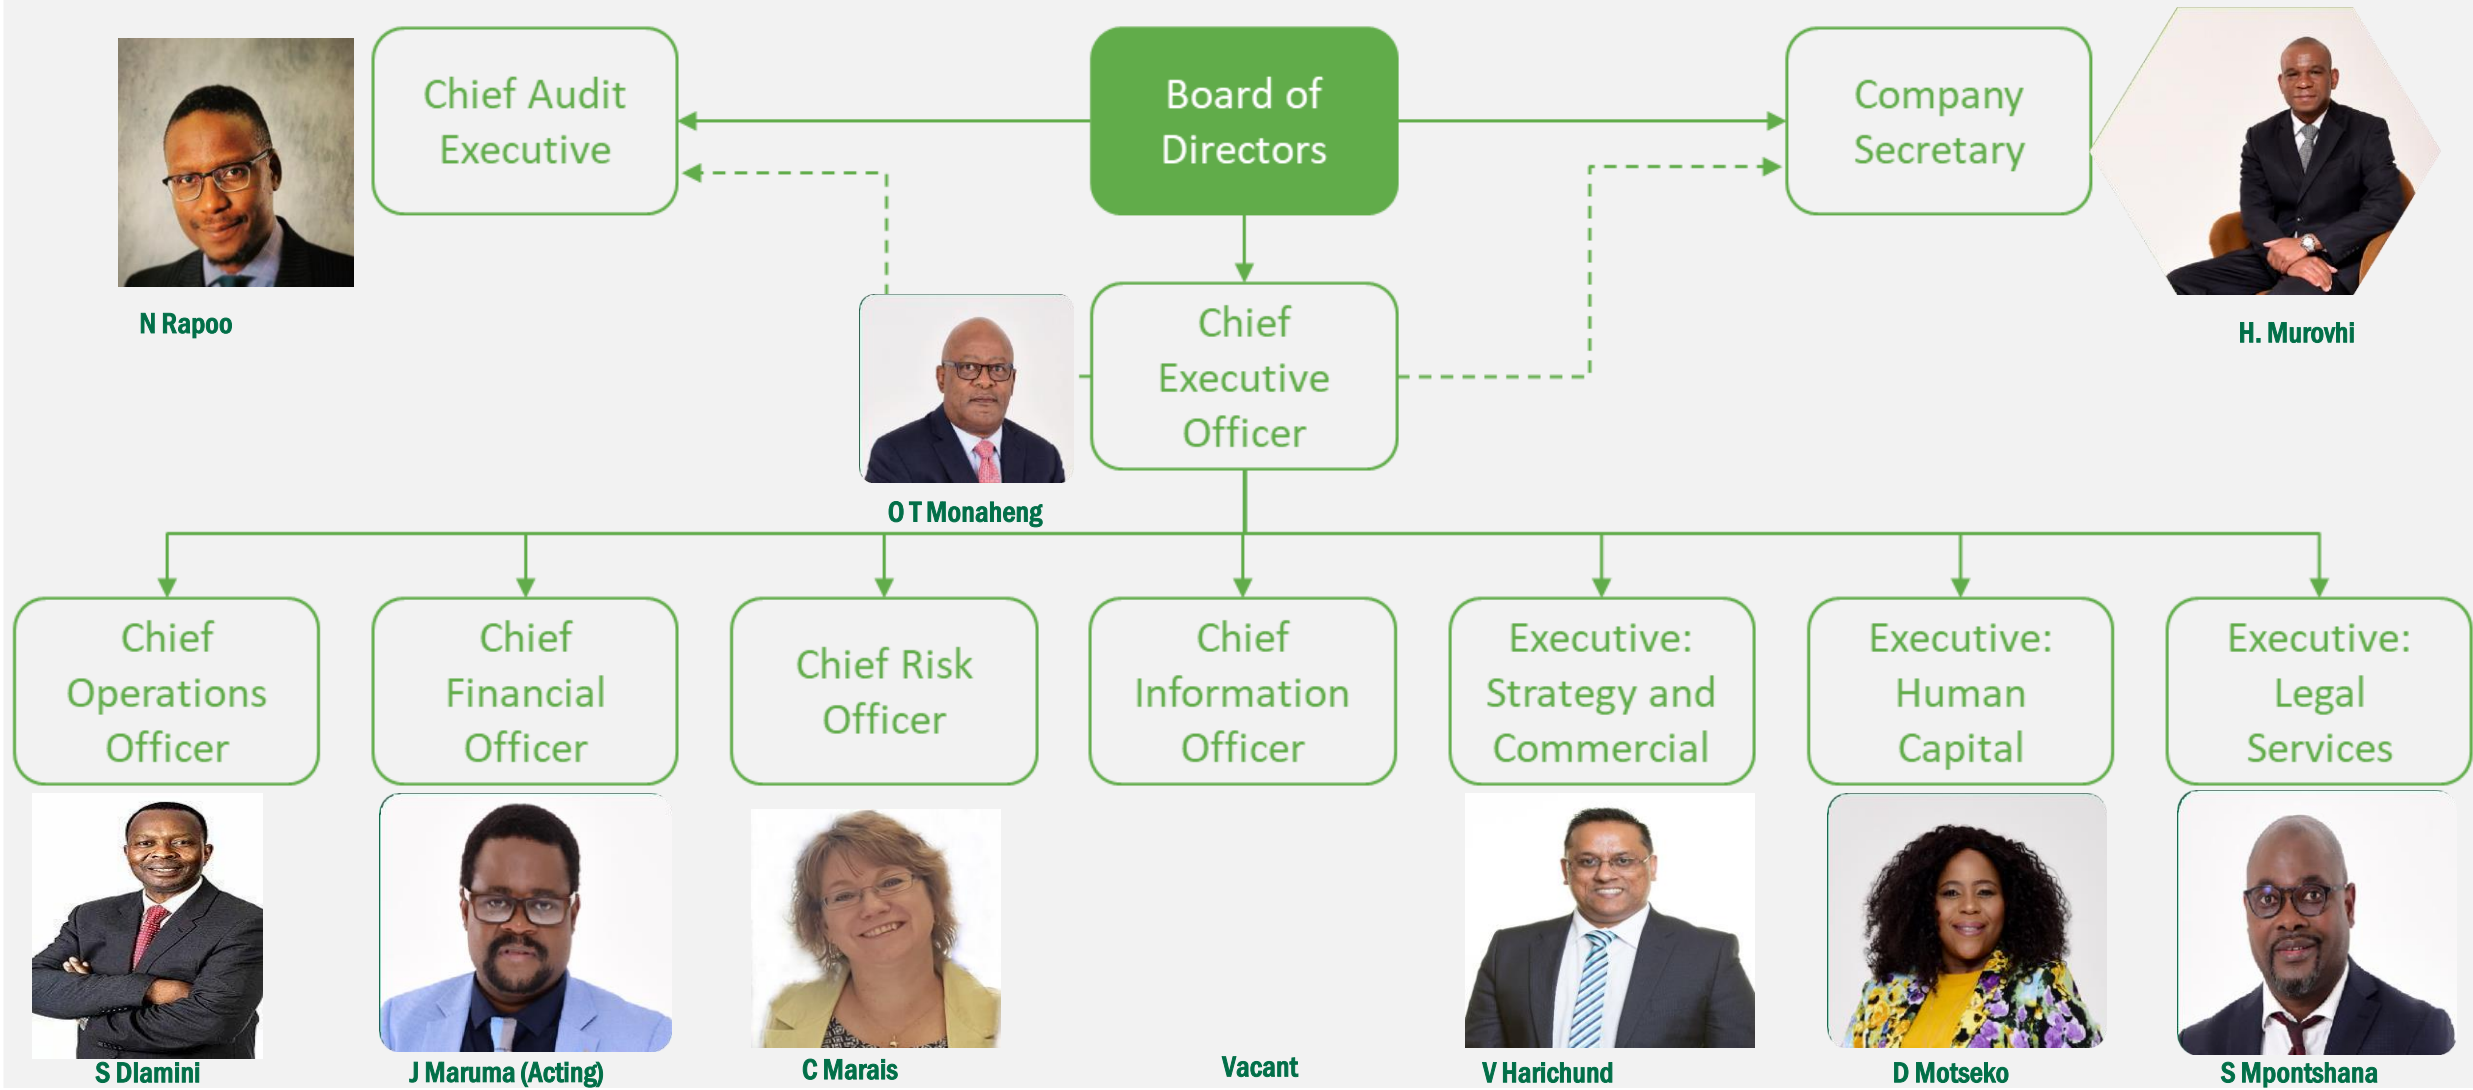 Chief Audit
Executive
Board of
Directors
Company
Secretary
N Rapoo
H. Murovhi
Chief
Executive
Officer
O T Monaheng
Chief
Operations
Officer
Chief
Financial
Officer
Chief Risk
Officer
Chief
Information
Officer
Executive:
Strategy and
Commercial
Executive:
Human
Capital
Executive:
Legal
Services
S Dlamini
J Maruma (Acting)
C Marais
Vacant
V Harichund
D Motseko
S Mpontshana